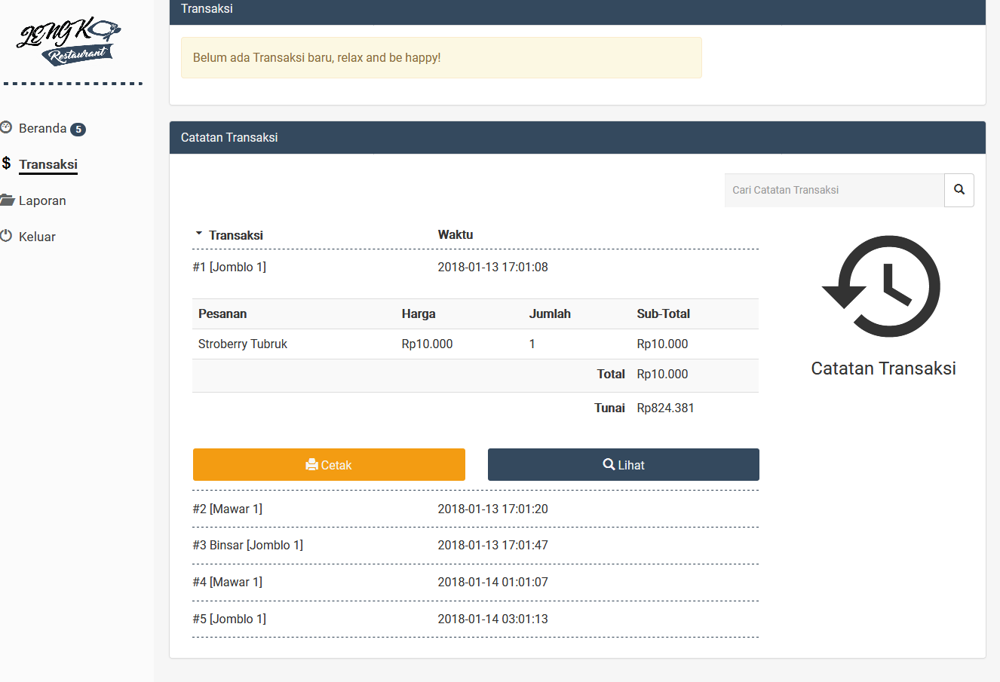 LENGKO
Restaurant
Beranda 5
Transaksi
Laporan
Keluar
Transaksi
Belum ada Transaksi baru, relax and be happy!
Catatan Transaksi
Cari Catatan Transaksi
Transaksi Waktu
#1 [Jomblo 1] 2018-01-13 17:01:08
Pesanan Harga Jumlah Sub-Total
Stroberry Tubruk Rp10.000 1 Rp10.000
Total Rp10.000
Tunai Rp824.381
Cetak Lihat
#2 [Mawar 1] 2018-01-13 17:01:20
#3 Binsar [Jomblo 1] 2018-01-13 17:01:47
#4 [Mawar 1] 2018-01-14 01:01:07
#5 [Jomblo 1] 2018-01-14 03:01:13
Catatan Transaksi